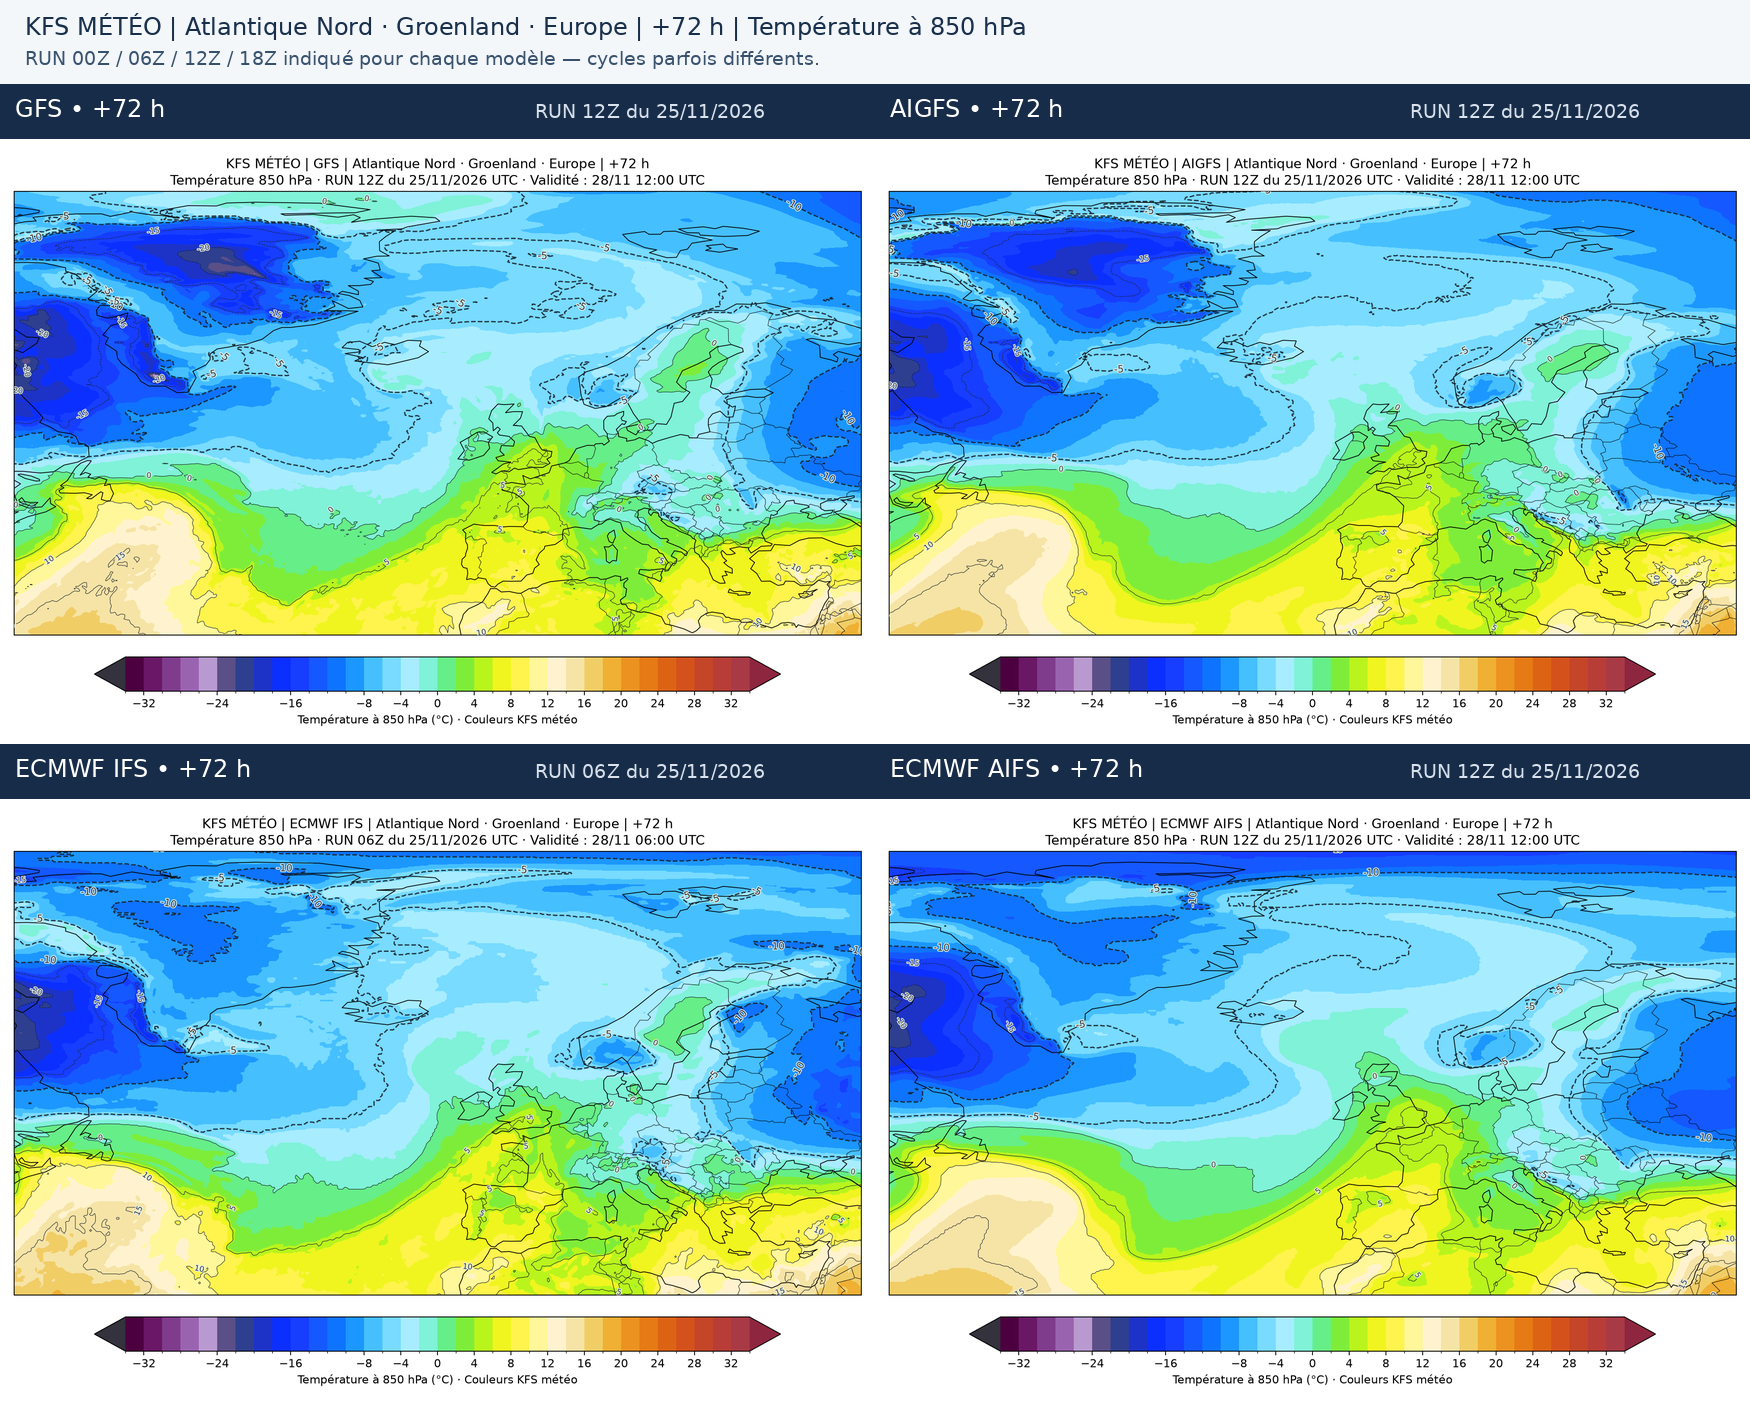 KFS MÉTÉO | Atlantique Nord · Groenland · Europe | +72 h | Température à 850 hPa
RUN 00Z / 06Z / 12Z / 18Z indiqué pour chaque modèle — cycles parfois différents.
GFS • +72 h
RUN 12Z du 25/11/2026
AIGFS • +72 h
RUN 12Z du 25/11/2026
KFS MÉTÉO | GFS | Atlantique Nord · Groenland · Europe | +72 h
Température 850 hPa · RUN 12Z du 25/11/2026 UTC · Validité : 28/11 12:00 UTC
KFS MÉTÉO | AIGFS | Atlantique Nord · Groenland · Europe | +72 h
Température 850 hPa · RUN 12Z du 25/11/2026 UTC · Validité : 28/11 12:00 UTC
−32 −24 −16 −8 −4 0 4 8 12 16 20 24 28 32
Température à 850 hPa (°C) · Couleurs KFS météo
−32 −24 −16 −8 −4 0 4 8 12 16 20 24 28 32
Température à 850 hPa (°C) · Couleurs KFS météo
ECMWF IFS • +72 h
RUN 06Z du 25/11/2026
ECMWF AIFS • +72 h
RUN 12Z du 25/11/2026
KFS MÉTÉO | ECMWF IFS | Atlantique Nord · Groenland · Europe | +72 h
Température 850 hPa · RUN 06Z du 25/11/2026 UTC · Validité : 28/11 06:00 UTC
KFS MÉTÉO | ECMWF AIFS | Atlantique Nord · Groenland · Europe | +72 h
Température 850 hPa · RUN 12Z du 25/11/2026 UTC · Validité : 28/11 12:00 UTC
−32 −24 −16 −8 −4 0 4 8 12 16 20 24 28 32
Température à 850 hPa (°C) · Couleurs KFS météo
−32 −24 −16 −8 −4 0 4 8 12 16 20 24 28 32
Température à 850 hPa (°C) · Couleurs KFS météo